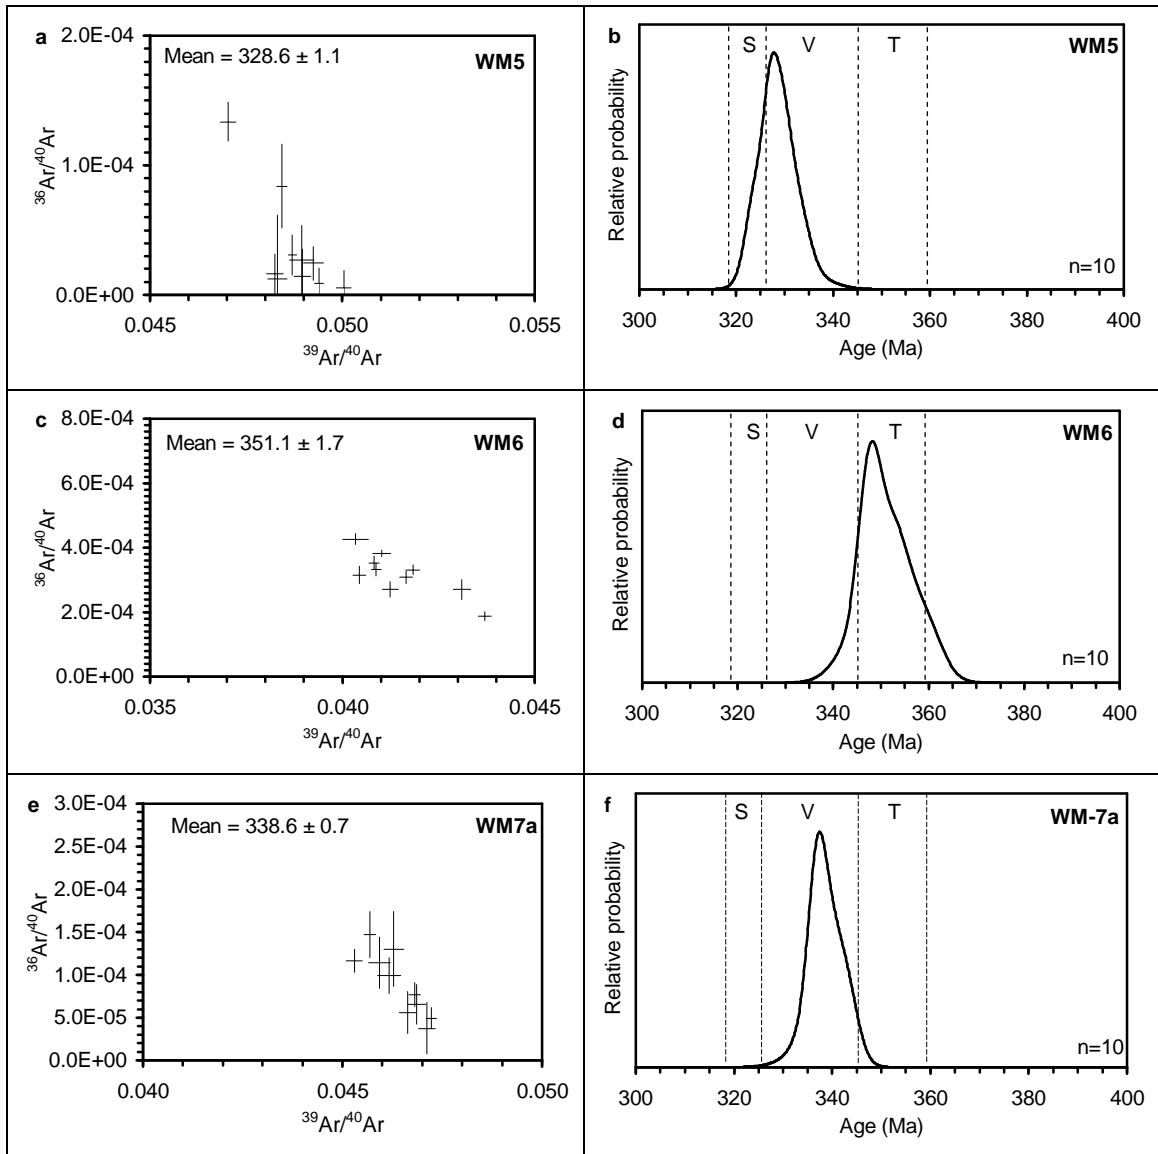 a
Mean = 328.6 ± 1.1
WM5
2.0E-04
1.0E-04
0.0E+00
³⁶Ar/⁴⁰Ar
0.045
0.050
0.055
³⁹Ar/⁴⁰Ar
b
S
V
T
WM5
Relative probability
n=10
300
320
340
360
380
400
Age (Ma)
c
Mean = 351.1 ± 1.7
WM6
8.0E-04
6.0E-04
4.0E-04
2.0E-04
0.0E+00
³⁶Ar/⁴⁰Ar
0.035
0.040
0.045
³⁹Ar/⁴⁰Ar
d
S
V
T
WM6
Relative probability
n=10
300
320
340
360
380
400
Age (Ma)
e
Mean = 338.6 ± 0.7
WM7a
3.0E-04
2.5E-04
2.0E-04
1.5E-04
1.0E-04
5.0E-05
0.0E+00
³⁶Ar/⁴⁰Ar
0.040
0.045
0.050
³⁹Ar/⁴⁰Ar
f
S
V
T
WM-7a
Relative probability
n=10
300
320
340
360
380
400
Age (Ma)